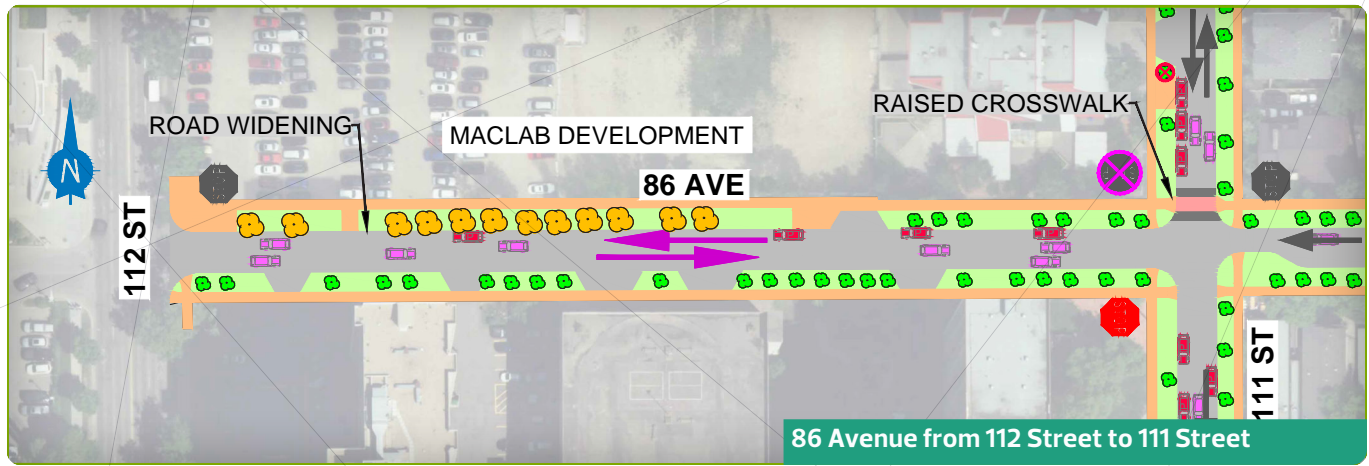 RAISED CROSSWALK
ROAD WIDENING
MACLAB DEVELOPMENT
N
86 AVE
112 ST
111 ST
STOP
86 Avenue from 112 Street to 111 Street